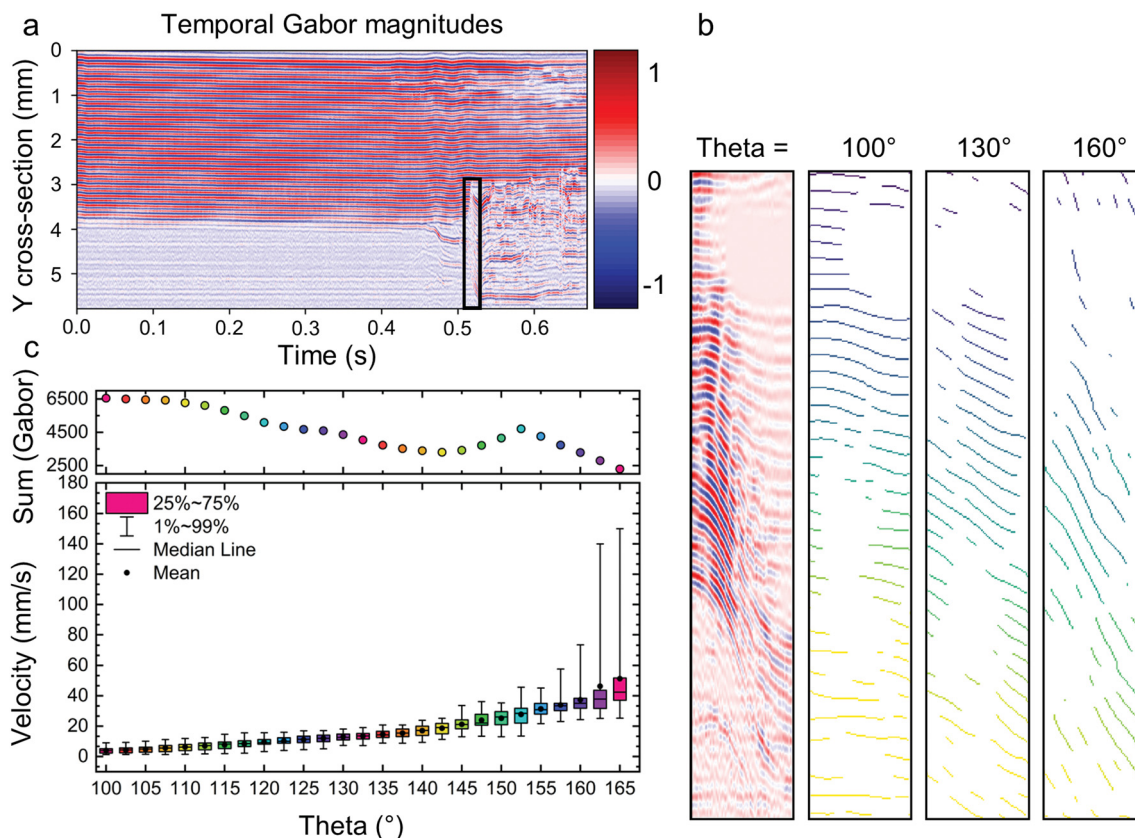 a
Temporal Gabor magnitudes
Y cross-section (mm)
0
1
2
3
4
5
0.0 0.1 0.2 0.3 0.4 0.5 0.6
Time (s)
1
0
-1
b
Theta = 100° 130° 160°
c
Sum (Gabor)
6500
4500
2500
Velocity (mm/s)
180
160
140
120
100
80
60
40
20
0
25%~75%
1%~99%
Median Line
Mean
100 105 110 115 120 125 130 135 140 145 150 155 160 165
Theta (°)